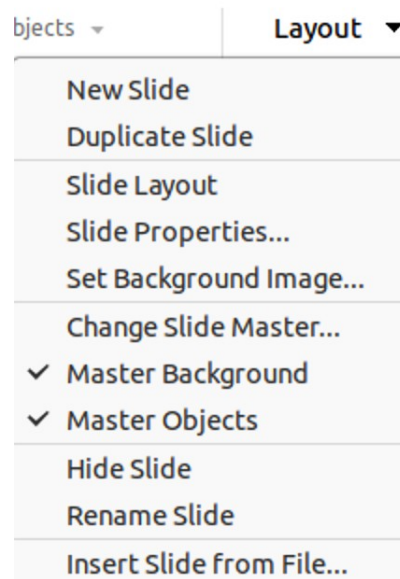 bjects Layout
New Slide
Duplicate Slide
Slide Layout
Slide Properties...
Set Background Image...
Change Slide Master...
Master Background
Master Objects
Hide Slide
Rename Slide
Insert Slide from File...